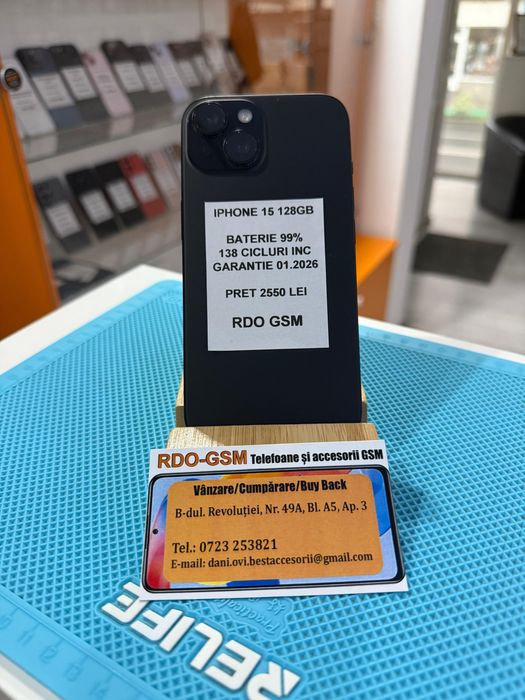 IPHONE 15 128GB
BATERIE 99%
138 CICLURI INC
GARANTIE 01.2026
PRET 2550 LEI
RDO GSM
RDO-GSM Telefoane și accesorii GSM
Vânzare/Cumpărare/Buy Back
B-dul. Revoluției, Nr. 49A, Bl. A5, Ap. 3
Tel.: 0723 253821
E-mail: dani.ovi.bestaccesorii@gmail.com
RELIFE